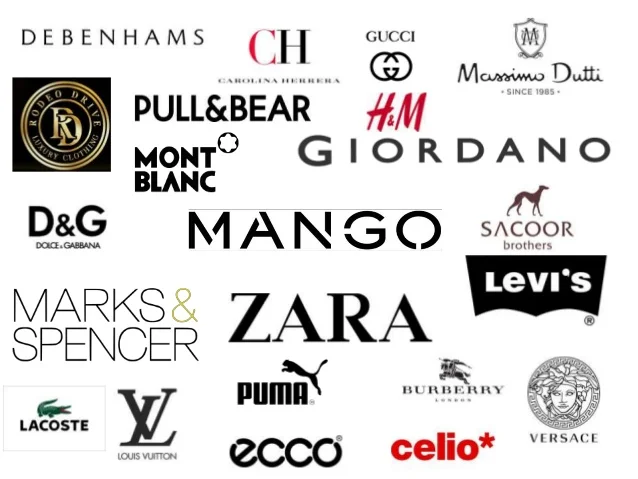 DEBENHAMS
CH
CAROLINA HERRERA
GUCCI
Massimo Dutti
• SINCE 1985 •
RODEO DRIVE
RD
LUXURY CLOTHING
PULL&BEAR
H&M
MONT
BLANC
GIORDANO
D&G
DOLCE & GABBANA
MANGO
SACOOR
brothers
LEVI'S
®
MARKS&
SPENCER
ZARA
LACOSTE
LV
LOUIS VUITTON
PUMA
BURBERRY
LONDON
VERSACE
ecco
celio*